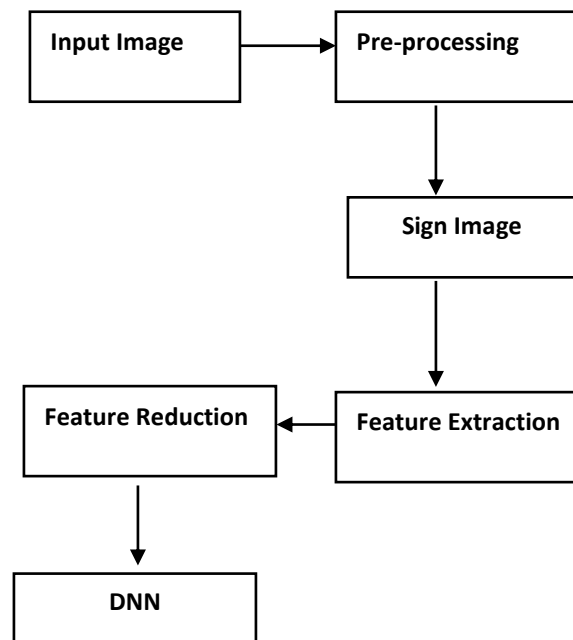 Input Image
Pre-processing
Sign Image
Feature Extraction
Feature Reduction
DNN